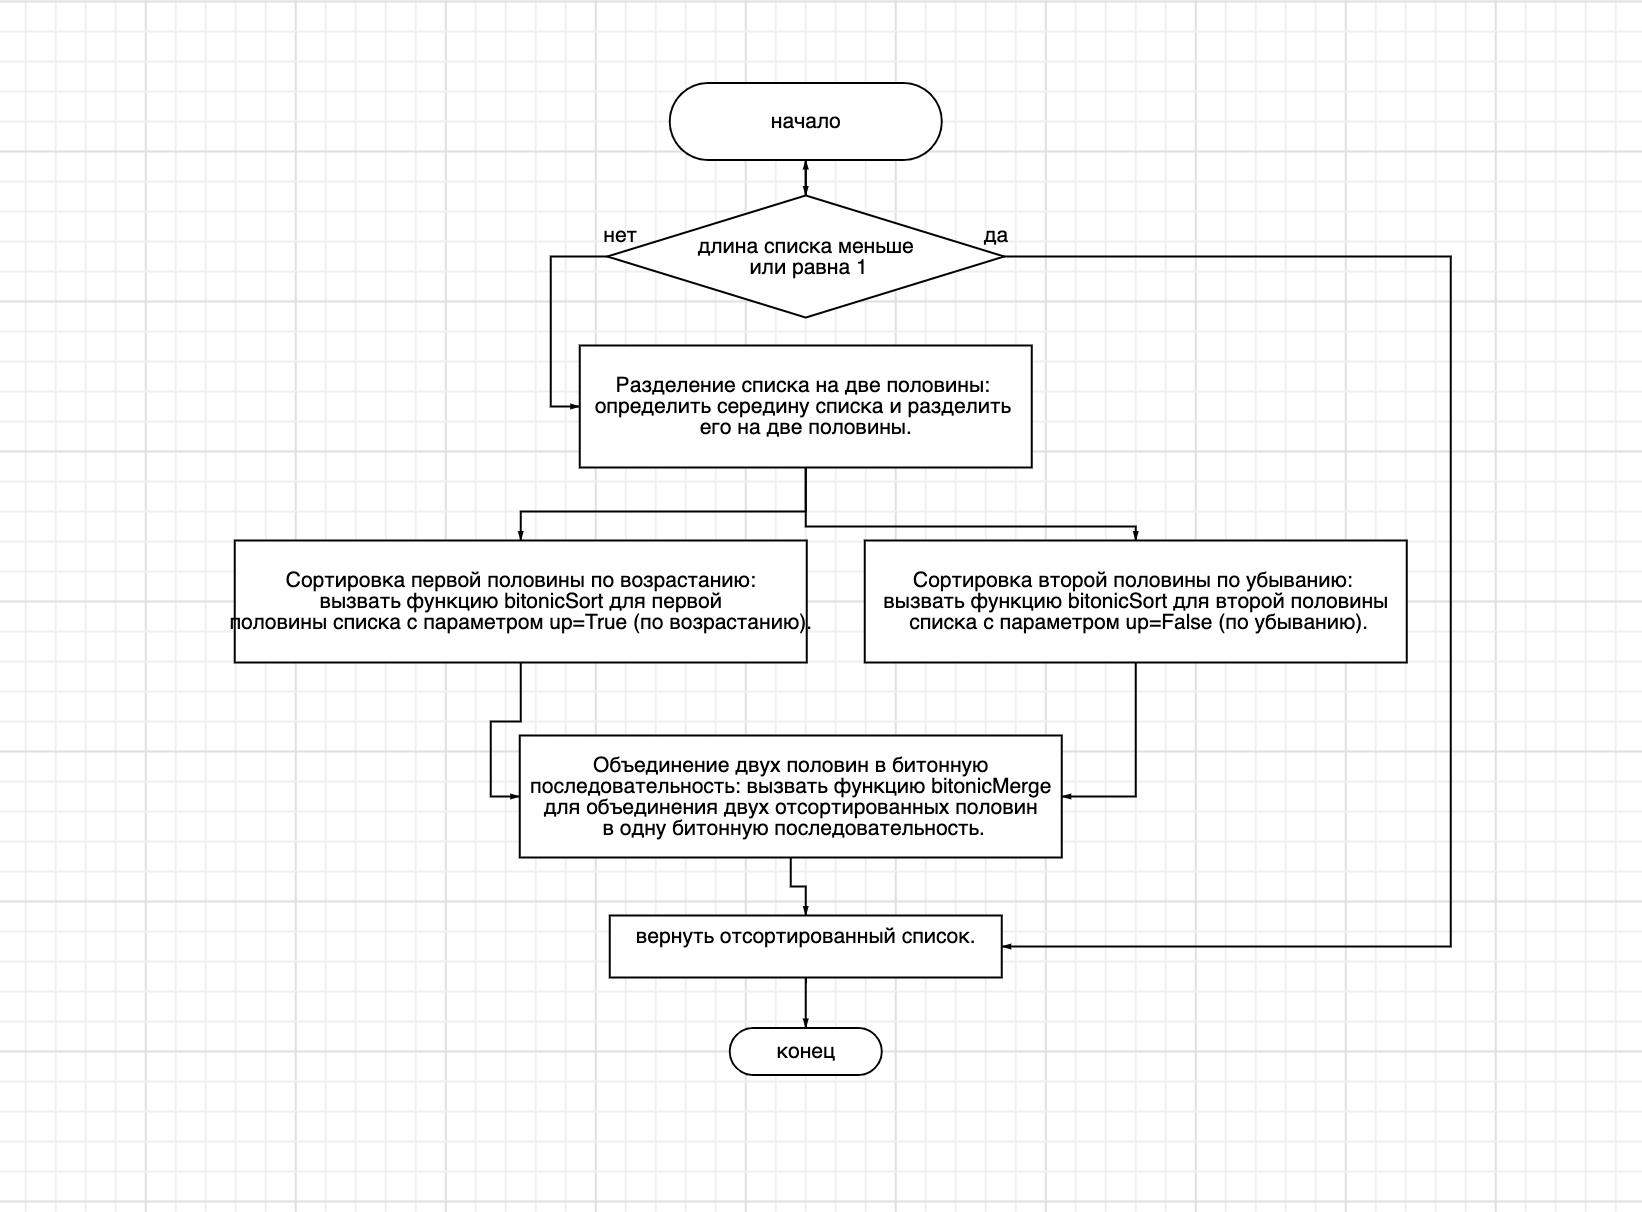 начало
нет
да
длина списка меньше
или равна 1
Разделение списка на две половины:
определить середину списка и разделить
его на две половины.
Сортировка первой половины по возрастанию:
вызвать функцию bitonicSort для первой
половины списка с параметром up=True (по возрастанию).
Сортировка второй половины по убыванию:
вызвать функцию bitonicSort для второй половины
списка с параметром up=False (по убыванию).
Объединение двух половин в битонную
последовательность: вызвать функцию bitonicMerge
для объединения двух отсортированных половин
в одну битонную последовательность.
вернуть отсортированный список.
конец